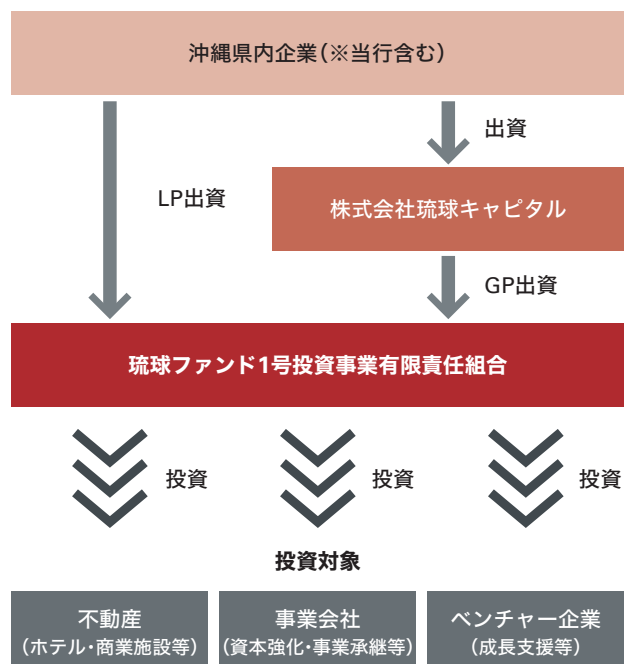 沖縄県内企業(※当行含む)
出資
LP出資
株式会社琉球キャピタル
GP出資
琉球ファンド1号投資事業有限責任組合
投資
投資
投資
投資対象
不動産
(ホテル・商業施設等)
事業会社
(資本強化・事業承継等)
ベンチャー企業
(成長支援等)